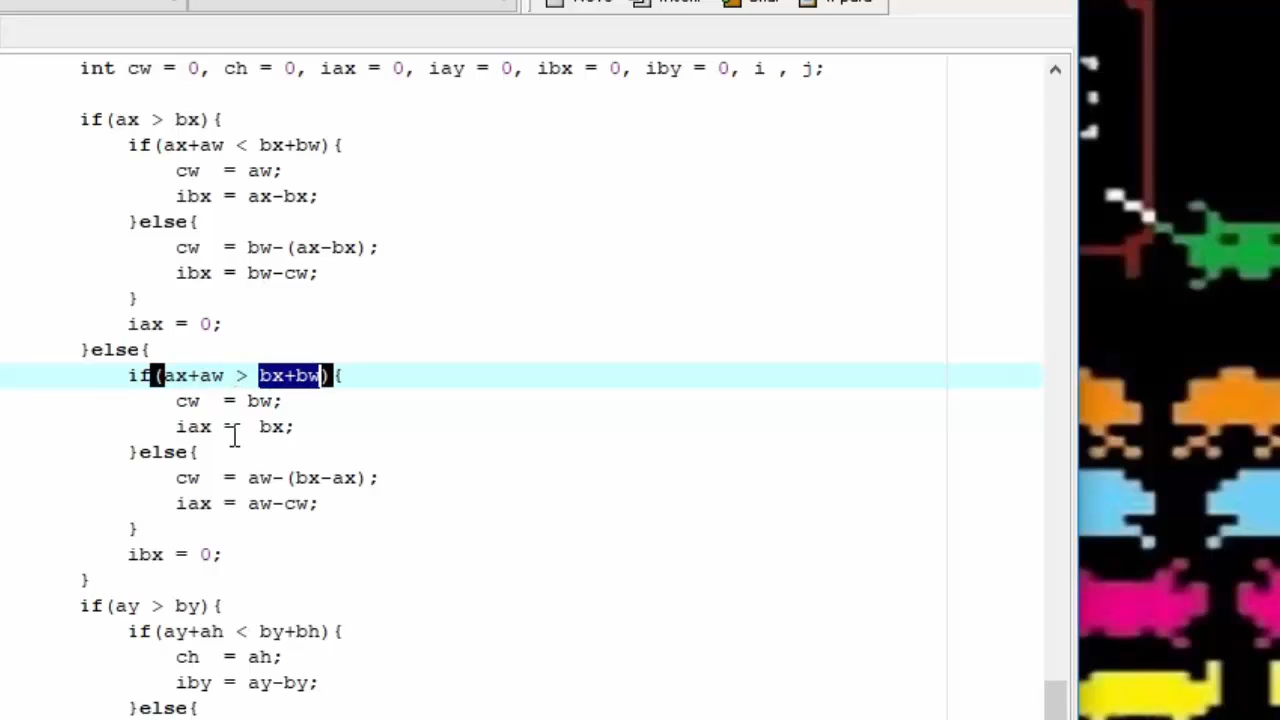 int cw = 0, ch = 0, iax = 0, iay = 0, ibx = 0, iby = 0, i , j;
if(ax > bx){
if(ax+aw < bx+bw){
cw  = aw;
ibx = ax-bx;
}else{
cw  = bw-(ax-bx);
ibx = bw-cw;
}
iax = 0;
}else{
if(ax+aw > bx+bw){
cw  = bw;
iax =  bx;
}else{
cw  = aw-(bx-ax);
iax = aw-cw;
}
ibx = 0;
}
if(ay > by){
if(ay+ah < by+bh){
ch  = ah;
iby = ay-by;
}else{